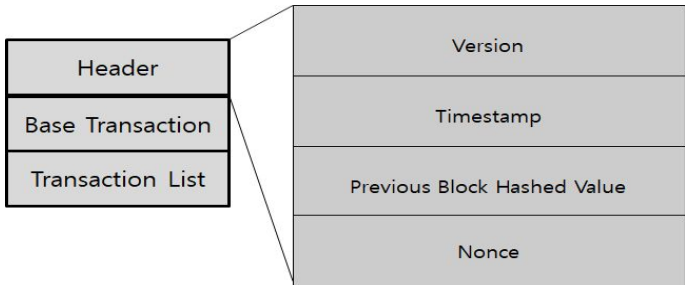 Header
Base Transaction
Transaction List
Version
Timestamp
Previous Block Hashed Value
Nonce